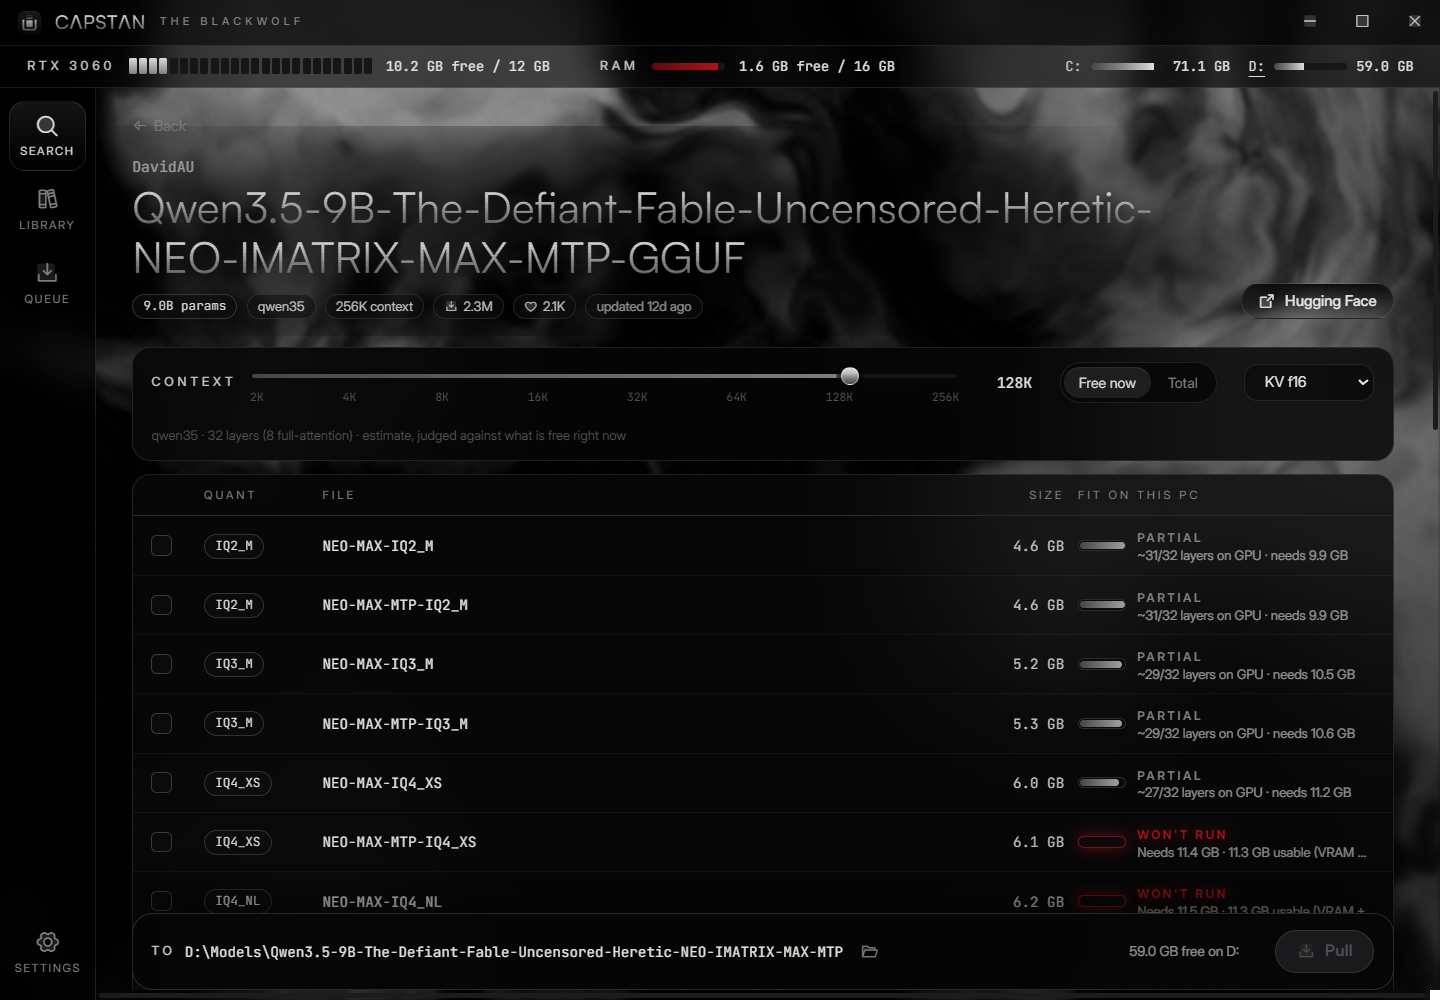 CAPSTAN THE BLACKWOLF
RTX 3060 10.2 GB free / 12 GB RAM 1.6 GB free / 16 GB C: 71.1 GB D: 59.0 GB
SEARCH
LIBRARY
QUEUE
SETTINGS
Back
DavidAU
Qwen3.5-9B-The-Defiant-Fable-Uncensored-Heretic-
NEO-IMATRIX-MAX-MTP-GGUF
9.0B params qwen35 256K context 2.3M 2.1K updated 12d ago
Hugging Face
CONTEXT 128K Free now Total KV f16
2K 4K 8K 16K 32K 64K 128K 256K
qwen35 · 32 layers (8 full-attention) · estimate, judged against what is free right now
QUANT FILE SIZE FIT ON THIS PC
IQ2_M NEO-MAX-IQ2_M 4.6 GB PARTIAL
~31/32 layers on GPU · needs 9.9 GB
IQ2_M NEO-MAX-MTP-IQ2_M 4.6 GB PARTIAL
~31/32 layers on GPU · needs 9.9 GB
IQ3_M NEO-MAX-IQ3_M 5.2 GB PARTIAL
~29/32 layers on GPU · needs 10.5 GB
IQ3_M NEO-MAX-MTP-IQ3_M 5.3 GB PARTIAL
~29/32 layers on GPU · needs 10.6 GB
IQ4_XS NEO-MAX-IQ4_XS 6.0 GB PARTIAL
~27/32 layers on GPU · needs 11.2 GB
IQ4_XS NEO-MAX-MTP-IQ4_XS 6.1 GB WON'T RUN
Needs 11.4 GB · 11.3 GB usable (VRAM ...
IQ4_NL NEO-MAX-IQ4_NL 6.2 GB WON'T RUN
Needs 11.5 GB · 11.3 GB usable (VRAM +
TO D:\Models\Qwen3.5-9B-The-Defiant-Fable-Uncensored-Heretic-NEO-IMATRIX-MAX-MTP 59.0 GB free on D: Pull